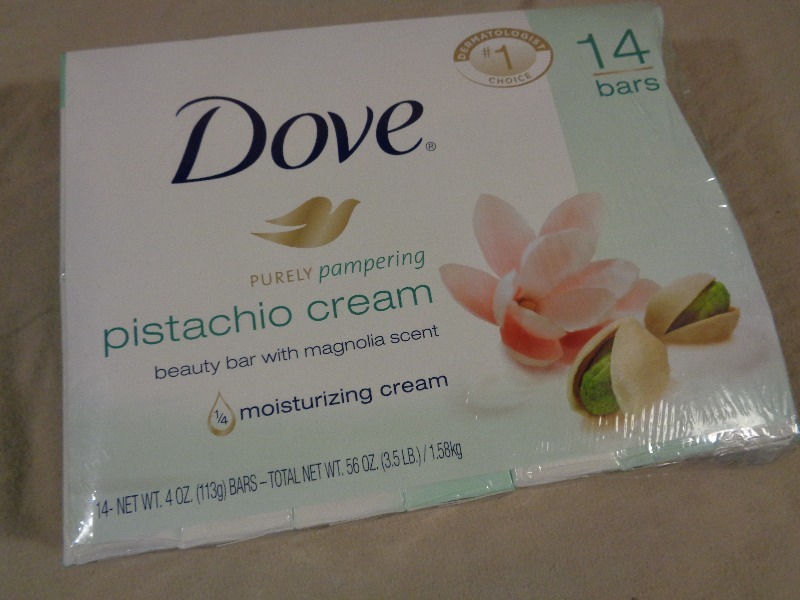 DERMATOLOGIST
#1
CHOICE
14
bars
Dove®
PURELY pampering
pistachio cream
beauty bar with magnolia scent
1/4 moisturizing cream
14- NET WT. 4 OZ. (113g) BARS – TOTAL NET WT. 56 OZ. (3.5 LB.) / 1.58kg